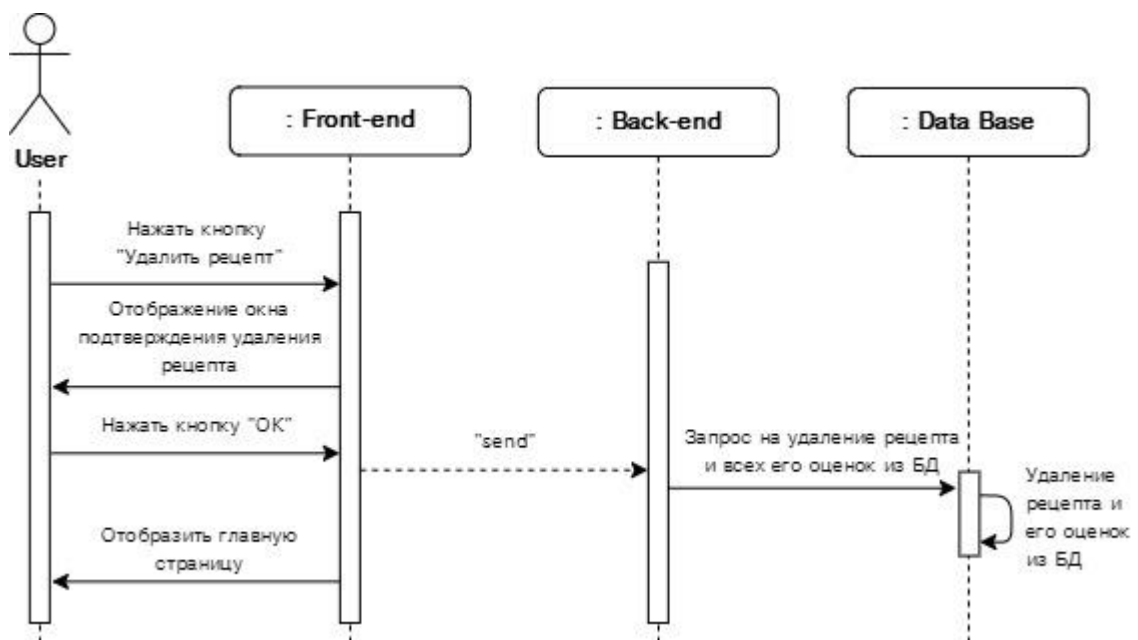 User
: Front-end
: Back-end
: Data Base
Нажать кнопку
"Удалить рецепт"
Отображение окна
подтверждения удаления
рецепта
Нажать кнопку "ОК"
"send"
Запрос на удаление рецепта
и всех его оценок из БД
Удаление
рецепта и
его оценок
из БД
Отобразить главную
страницу